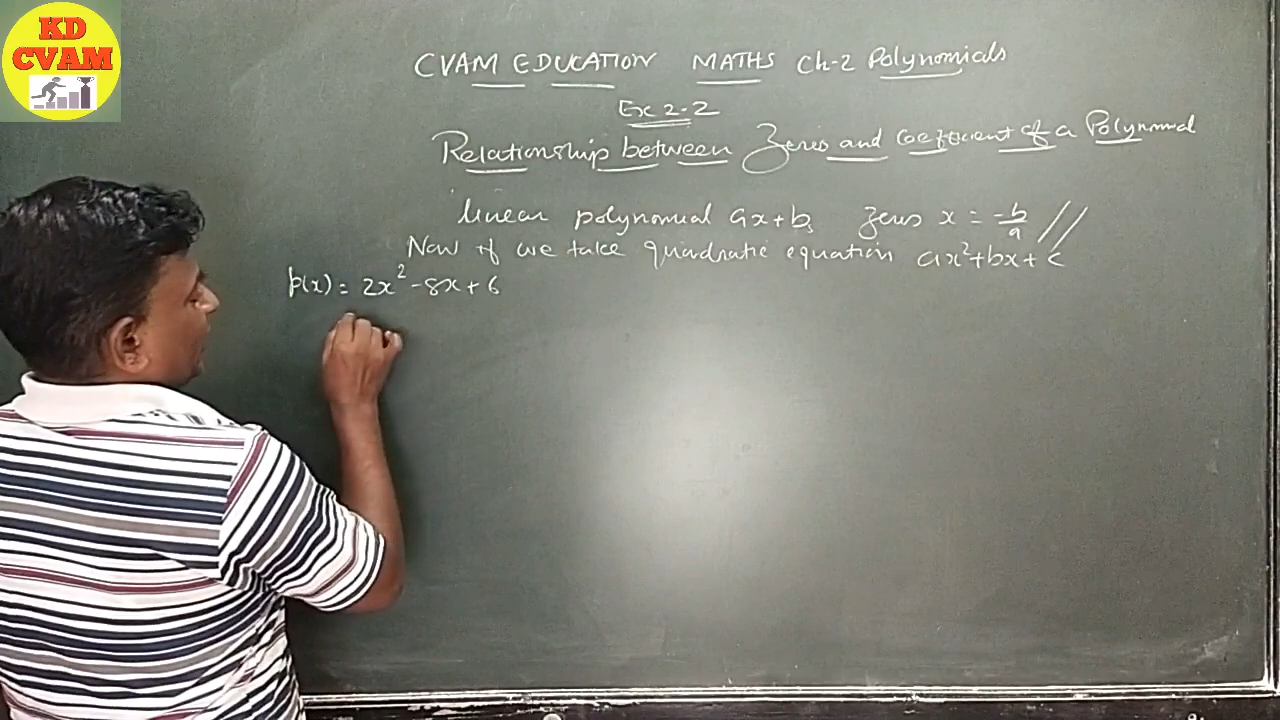 KD
CVAM
CVAM EDUCATION MATHS Ch-2 Polynomials
Ex 2.2
Relationship between Zeros and Coefficient of a Polynomial
linear polynomial ax+b, zeros x = -b/a //
Now if we take quadratic equation ax²+bx+c
p(x) = 2x² - 8x + 6